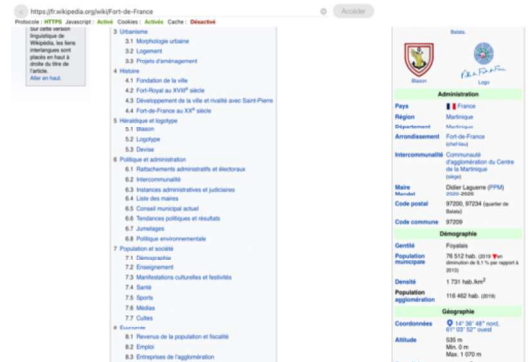 https://fr.wikipedia.org/wiki/Fort-de-France
Accéder
Protocole : HTTPS Javascript : Activé Cookies : Activés Cache : Désactivé
Sur cette version
linguistique de
Wikipédia, les liens
interlangues sont
placés en haut à
droite du titre de
l'article.
Aller en haut.
3 Urbanisme
3.1 Morphologie urbaine
3.2 Logement
3.3 Projets d'aménagement
4 Histoire
4.1 Fondation de la ville
4.2 Fort-Royal au XVIIIe siècle
4.3 Développement de la ville et rivalité avec Saint-Pierre
4.4 Fort-de-France au XXe siècle
5 Héraldique et logotype
5.1 Blason
5.2 Logotype
5.3 Devise
6 Politique et administration
6.1 Rattachements administratifs et électoraux
6.2 Intercommunalité
6.3 Instances administratives et judiciaires
6.4 Liste des maires
6.5 Conseil municipal actuel
6.6 Tendances politiques et résultats
6.7 Jumelages
6.8 Politique environnementale
7 Population et société
7.1 Démographie
7.2 Enseignement
7.3 Manifestations culturelles et festivités
7.4 Santé
7.5 Sports
7.6 Médias
7.7 Cultes
8 Économie
8.1 Revenus de la population et fiscalité
8.2 Emploi
8.3 Entreprises de l'agglomération
Balata.
Fort-de-France
Blason Logo
Administration
Pays France
Région Martinique
Département Martinique
Arrondissement Fort-de-France
(chef-lieu)
Intercommunalité Communauté
d'agglomération du Centre
de la Martinique
(siège)
Maire Didier Laguerre (PPM)
Mandat 2020-2026
Code postal 97200, 97234 (quartier de
Balata)
Code commune 97209
Démographie
Gentilé Foyalais
Population municipale 76 512 hab. (2019 en
diminution de 9,1 % par rapport à
2013)
Densité 1 731 hab./km2
Population agglomération 116 462 hab. (2019)
Géographie
Coordonnées 14° 36′ 48″ nord,
61° 03′ 52″ ouest
Altitude 535 m
Min. 0 m
Max. 1 070 m